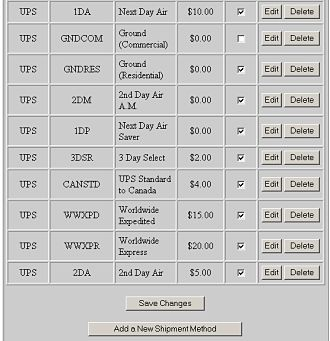 UPS 1DA Next Day Air $10.00 Edit Delete
UPS GNDCOM Ground (Commercial) $0.00 Edit Delete
UPS GNDRES Ground (Residential) $0.00 Edit Delete
UPS 2DM 2nd Day Air A.M. $0.00 Edit Delete
UPS 1DP Next Day Air Saver $0.00 Edit Delete
UPS 3DSR 3 Day Select $2.00 Edit Delete
UPS CANSTD UPS Standard to Canada $4.00 Edit Delete
UPS WWXPD Worldwide Expedited $15.00 Edit Delete
UPS WWXPR Worldwide Express $20.00 Edit Delete
UPS 2DA 2nd Day Air $5.00 Edit Delete
Save Changes
Add a New Shipment Method